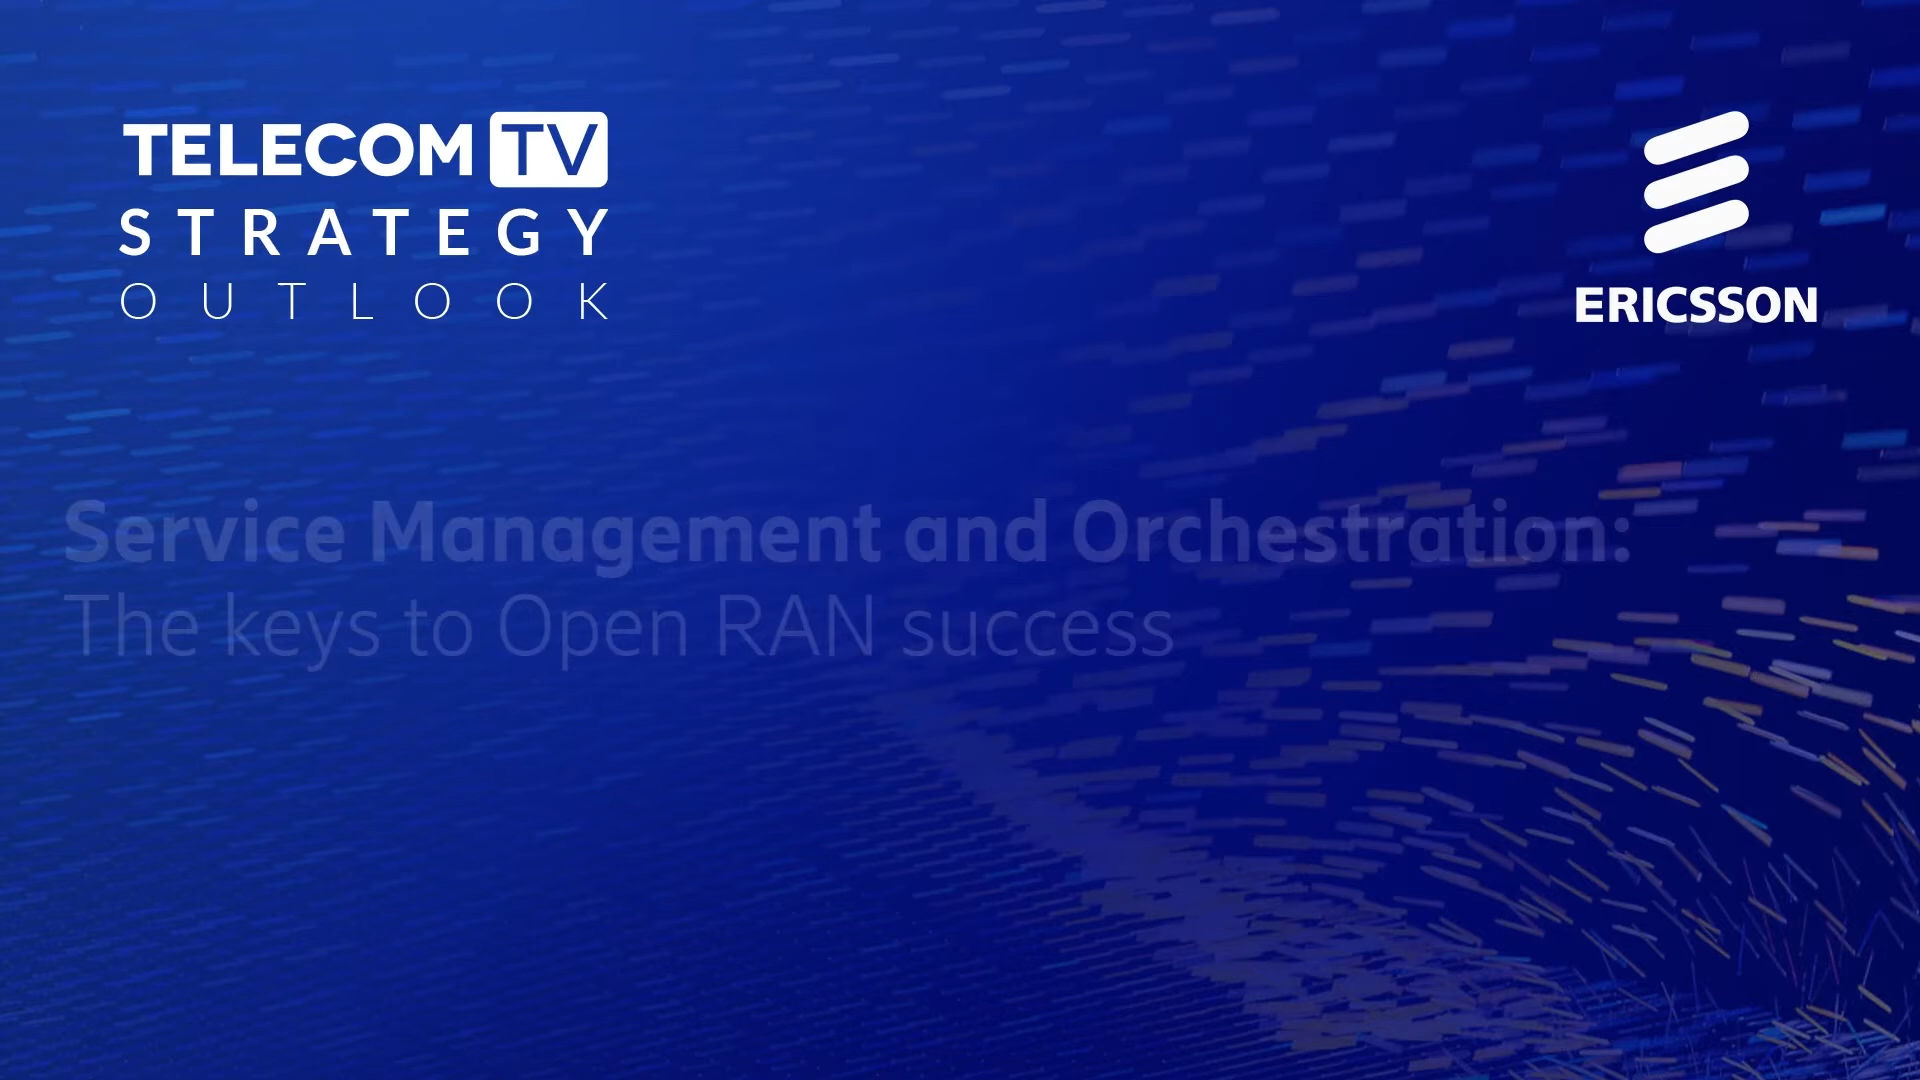 TELECOM TV
STRATEGY
OUTLOOK
ERICSSON
Service Management and Orchestration:
The keys to Open RAN success